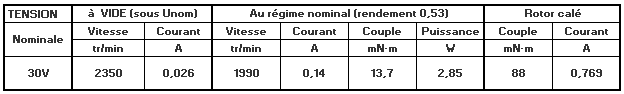 TENSION à VIDE (sous Unom) Au régime nominal (rendement 0,53) Rotor calé
Nominale Vitesse Courant Vitesse Courant Couple Puissance Couple Courant
tr/min A tr/min A mN·m W mN·m A
30V 2350 0,026 1990 0,14 13,7 2,85 88 0,769